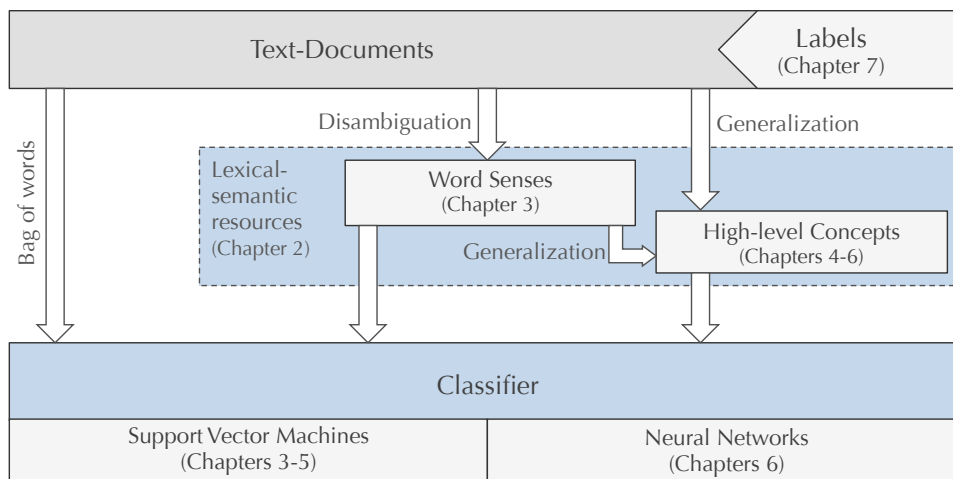 Text-Documents
Labels
(Chapter 7)
Bag of words
Disambiguation
Generalization
Lexical-
semantic
resources
(Chapter 2)
Word Senses
(Chapter 3)
Generalization
High-level Concepts
(Chapters 4-6)
Classifier
Support Vector Machines
(Chapters 3-5)
Neural Networks
(Chapters 6)